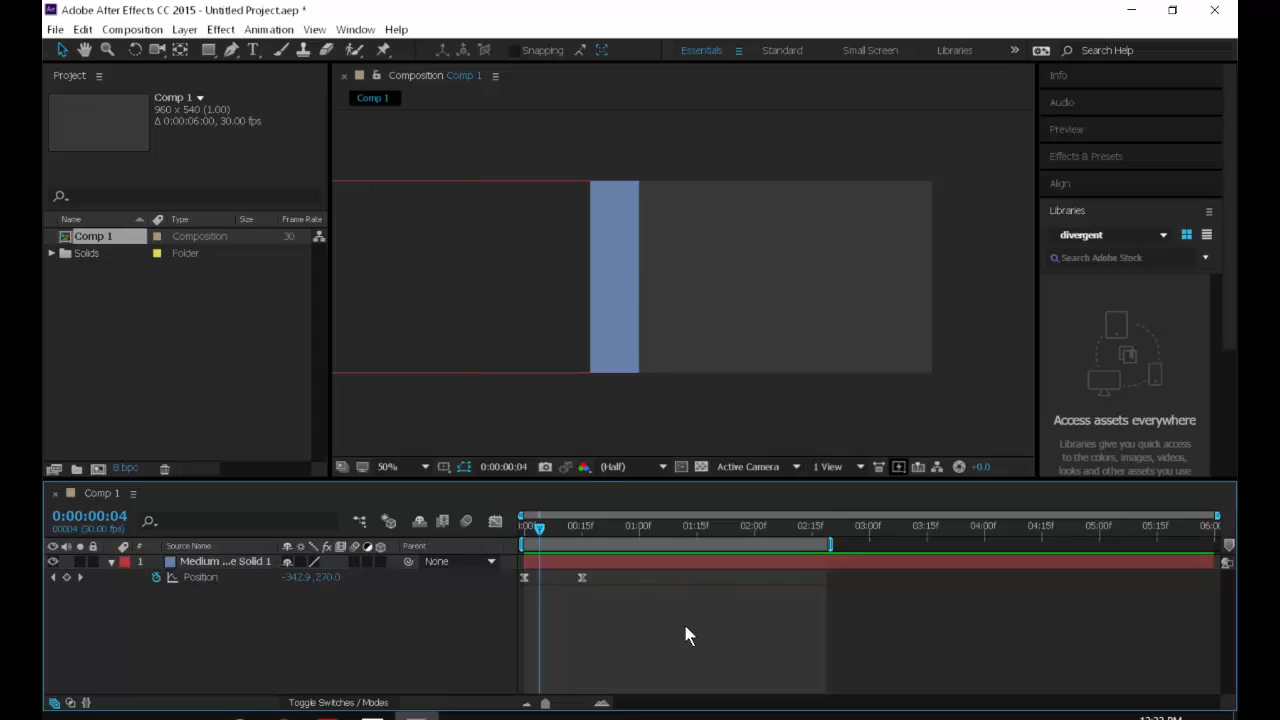 Ae Adobe After Effects CC 2015 - Untitled Project.aep *
File Edit Composition Layer Effect Animation View Window Help
T Snapping Essentials Standard Small Screen Libraries » Search Help
Project
Comp 1
960 x 540 (1.00)
Δ 0:00:06:00, 30.00 fps
Name Type Size Frame Rate
Comp 1 Composition 30
Solids Folder
8 bpc
Composition Comp 1
Comp 1
50% 0:00:00:04 (Half) Active Camera 1 View +0.0
Info
Audio
Preview
Effects & Presets
Align
Libraries
divergent
Search Adobe Stock
Access assets everywhere
Libraries give you quick access
to the colors, images, videos,
looks and other assets you use
Comp 1
0:00:00:04
00004 (30.00 fps)
:00f 00:15f 01:00f 01:15f 02:00f 02:15f 03:00f 03:15f 04:00f 04:15f 05:00f 05:15f 06:0
# Source Name fx Parent
1 Medium ...e Solid 1 None
Position -342.9,270.0
Toggle Switches / Modes